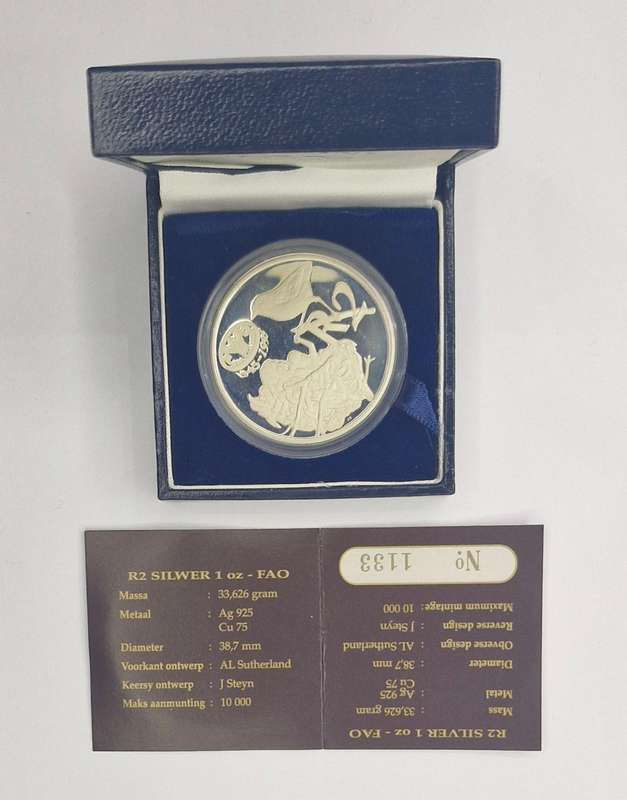 R2
R2 SILWER 1 oz - FAO
Massa : 33,626 gram
Metaal : Ag 925
Cu 75
Diameter : 38,7 mm
Voorkant ontwerp : AL Sutherland
Keersy ontwerp : J Steyn
Maks aanmunting : 10 000
R2 SILVER 1 oz - FAO
Mass : 33,626 gram
Metal : Ag 925
Cu 75
Diameter : 38,7 mm
Obverse design : AL Sutherland
Reverse design : J Steyn
Maximum mintage : 10 000
No 1133